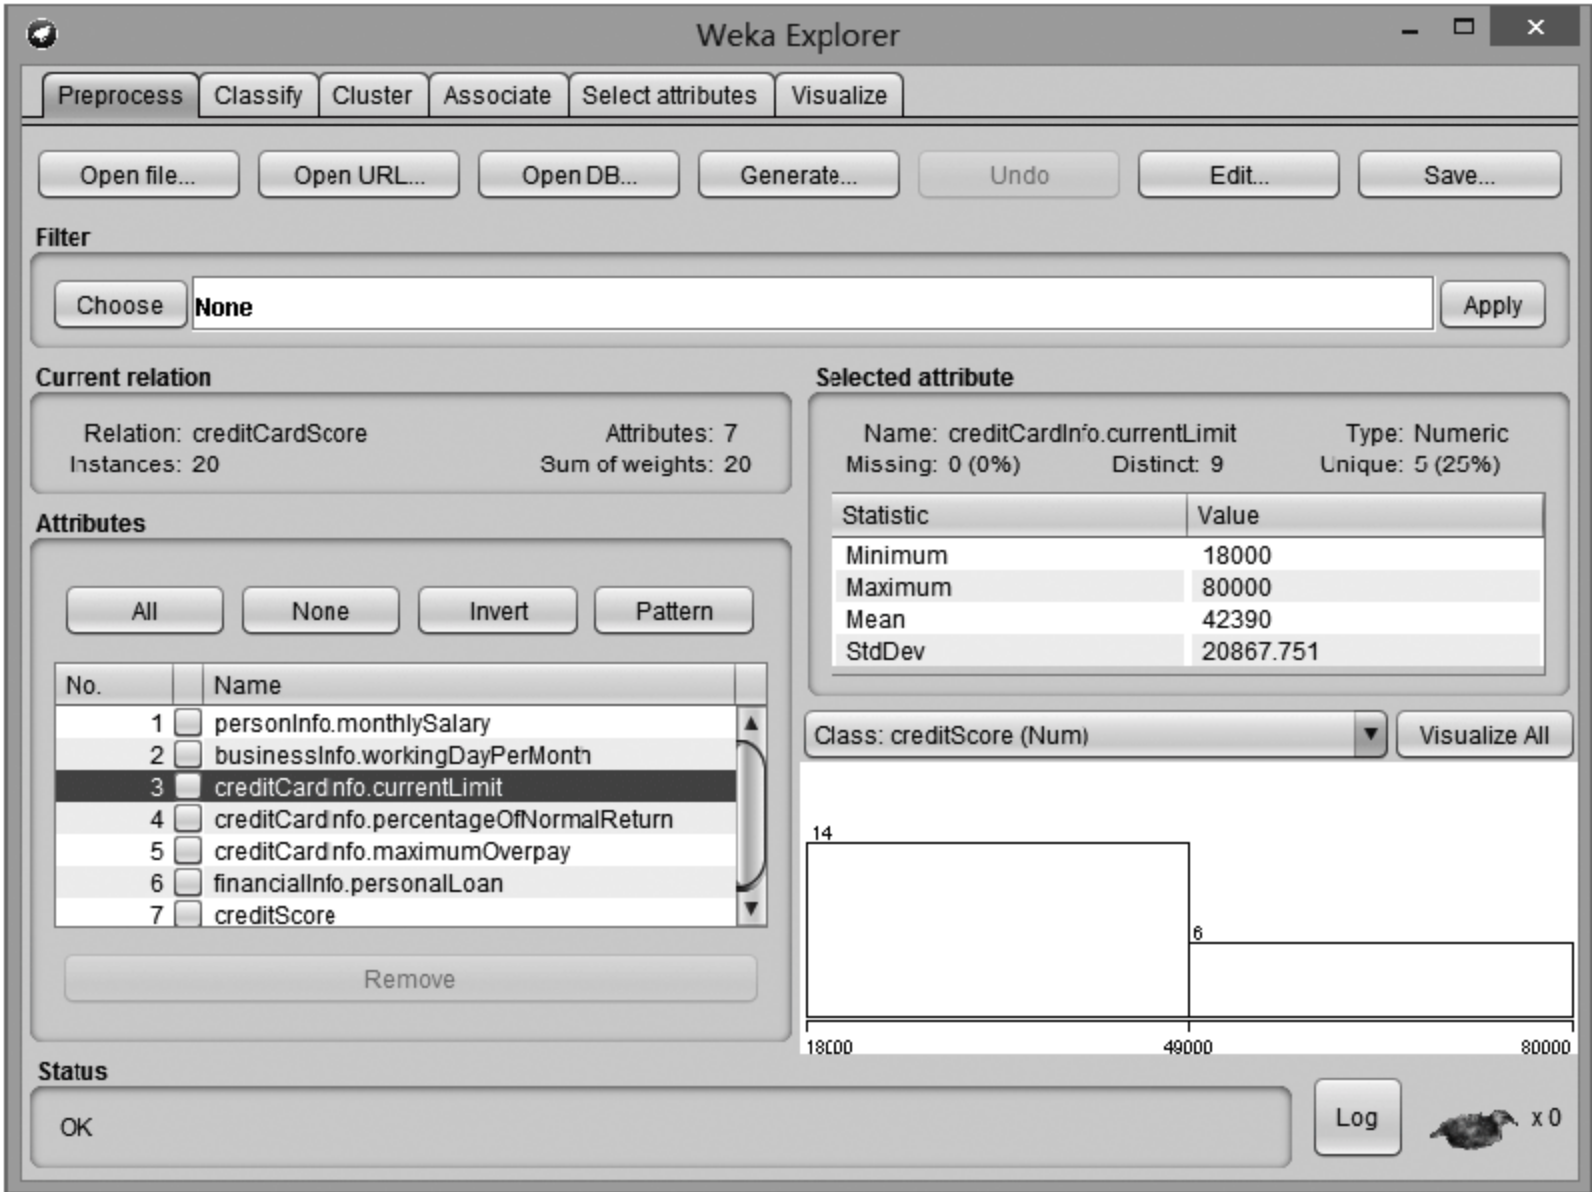 Weka Explorer
Preprocess Classify Cluster Associate Select attributes Visualize
Open file... Open URL... Open DB... Generate... Undo Edit... Save...
Filter
Choose None Apply
Current relation
Relation: creditCardScore Attributes: 7
Instances: 20 Sum of weights: 20
Attributes
All None Invert Pattern
No. Name
1 personInfo.monthlySalary
2 businessInfo.workingDayPerMonth
3 creditCardInfo.currentLimit
4 creditCardInfo.percentageOfNormalReturn
5 creditCardInfo.maximumOverpay
6 financialInfo.personalLoan
7 creditScore
Remove
Selected attribute
Name: creditCardInfo.currentLimit Type: Numeric
Missing: 0 (0%) Distinct: 9 Unique: 5 (25%)
Statistic Value
Minimum 18000
Maximum 80000
Mean 42390
StdDev 20867.751
Class: creditScore (Num) Visualize All
14
6
18000 49000 80000
Status
OK
Log x 0